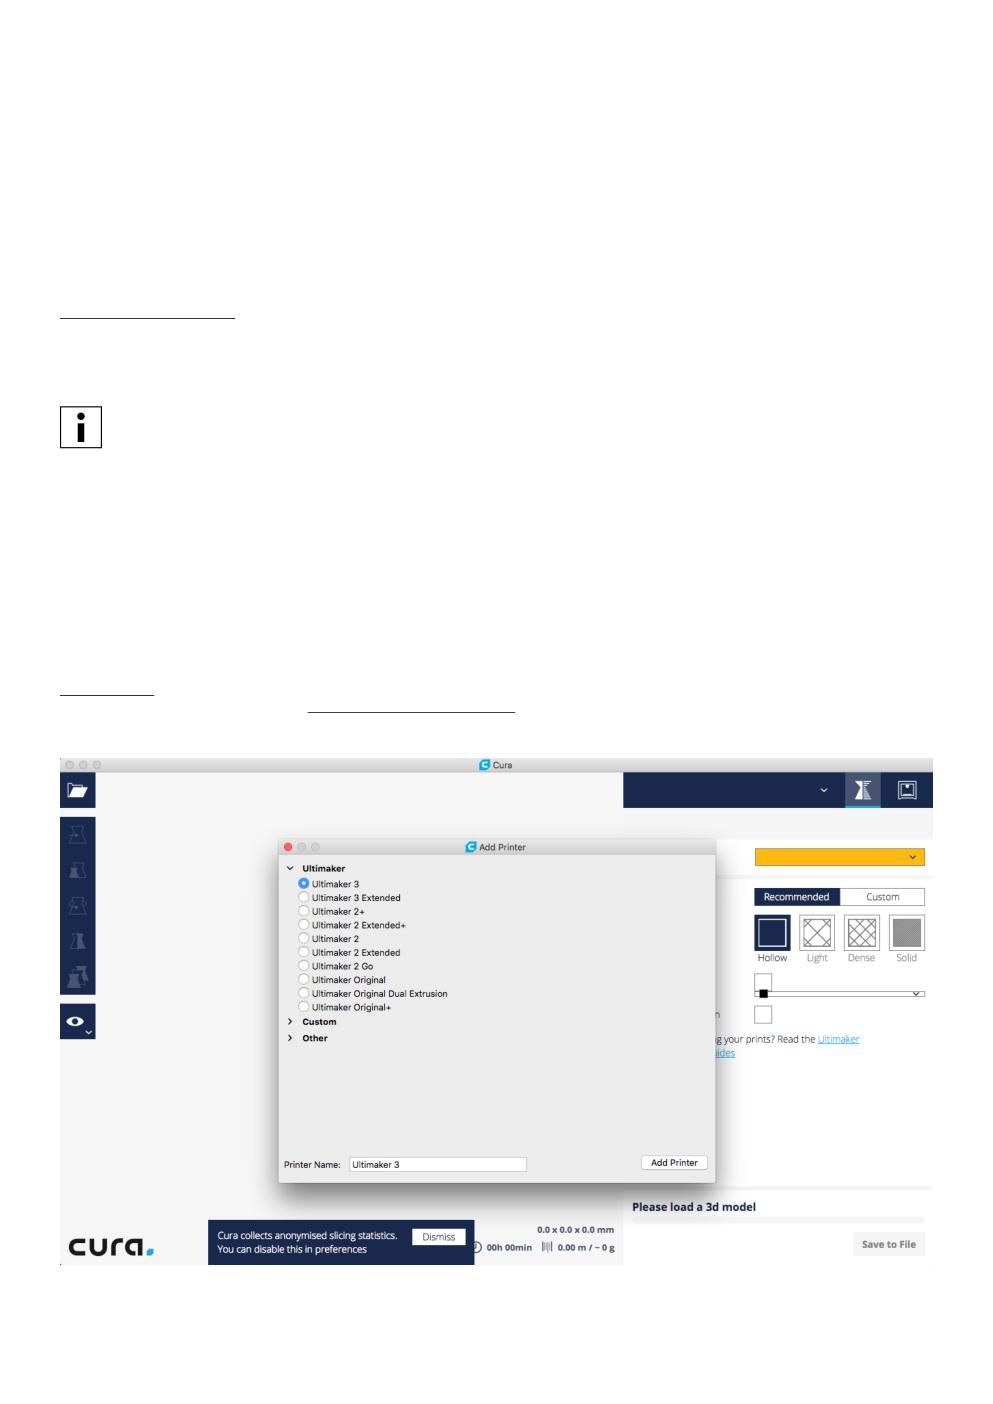 i
Cura
Add Printer
Ultimaker
Ultimaker 3
Ultimaker 3 Extended
Ultimaker 2+
Ultimaker 2 Extended+
Ultimaker 2
Ultimaker 2 Extended
Ultimaker 2 Go
Ultimaker Original
Ultimaker Original Dual Extrusion
Ultimaker Original+
Custom
Other
Printer Name: Ultimaker 3
Add Printer
Recommended Custom
Hollow Light Dense Solid
n
g your prints? Read the Ultimaker
ides
Please load a 3d model
Save to File
cura.
Cura collects anonymised slicing statistics.
You can disable this in preferences
Dismiss
0.0 x 0.0 x 0.0 mm
00h 00min 0.00 m / ~ 0 g